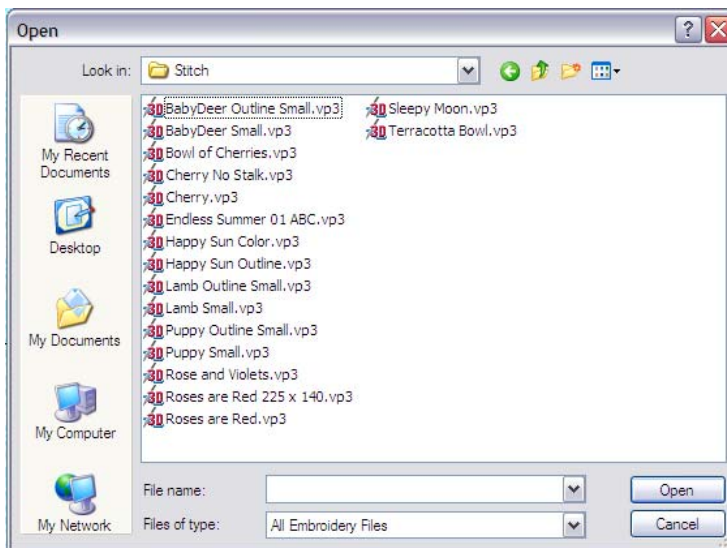 Open
Look in:
Stitch
My Recent
Documents
Desktop
My Documents
My Computer
My Network
BabyDeer Outline Small.vp3
BabyDeer Small.vp3
Bowl of Cherries.vp3
Cherry No Stalk.vp3
Cherry.vp3
Endless Summer 01 ABC.vp3
Happy Sun Color.vp3
Happy Sun Outline.vp3
Lamb Outline Small.vp3
Lamb Small.vp3
Puppy Outline Small.vp3
Puppy Small.vp3
Rose and Violets.vp3
Roses are Red 225 x 140.vp3
Roses are Red.vp3
Sleepy Moon.vp3
Terracotta Bowl.vp3
File name:
Open
Files of type:
All Embroidery Files
Cancel